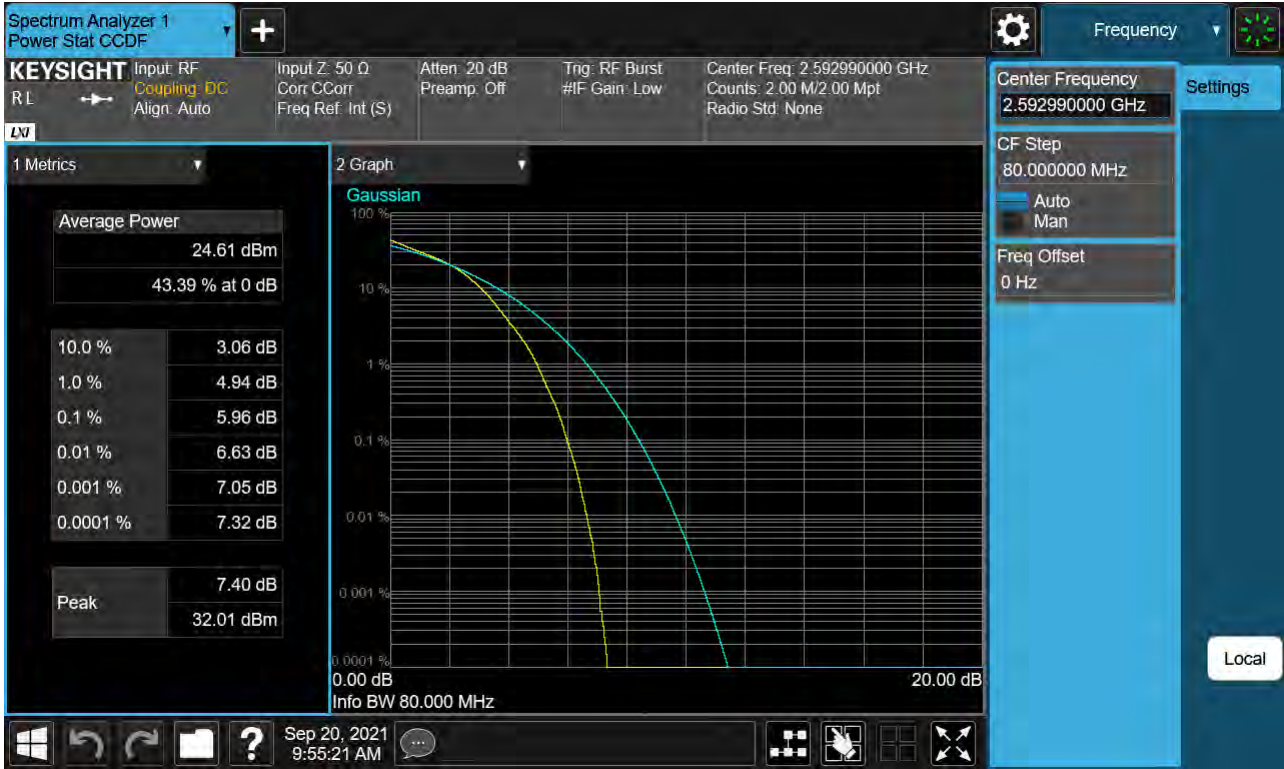 Spectrum Analyzer 1
Power Stat CCDF
+
Frequency
KEYSIGHT
R L
LXI
Input: RF
Coupling: DC
Align: Auto
Input Z: 50 Ω
Corr CCorr
Freq Ref: Int (S)
Atten: 20 dB
Preamp: Off
Trig: RF Burst
#IF Gain: Low
Center Freq: 2.592990000 GHz
Counts: 2.00 M/2.00 Mpt
Radio Std: None
Center Frequency
2.592990000 GHz
Settings
CF Step
80.000000 MHz
Auto
Man
Freq Offset
0 Hz
1 Metrics
Average Power
24.61 dBm
43.39 % at 0 dB
10.0 % 3.06 dB
1.0 % 4.94 dB
0.1 % 5.96 dB
0.01 % 6.63 dB
0.001 % 7.05 dB
0.0001 % 7.32 dB
Peak
7.40 dB
32.01 dBm
2 Graph
Gaussian
100 %
10 %
1 %
0.1 %
0.01 %
0.001 %
0.0001 %
0.00 dB 20.00 dB
Info BW 80.000 MHz
Local
?
Sep 20, 2021
9:55:21 AM